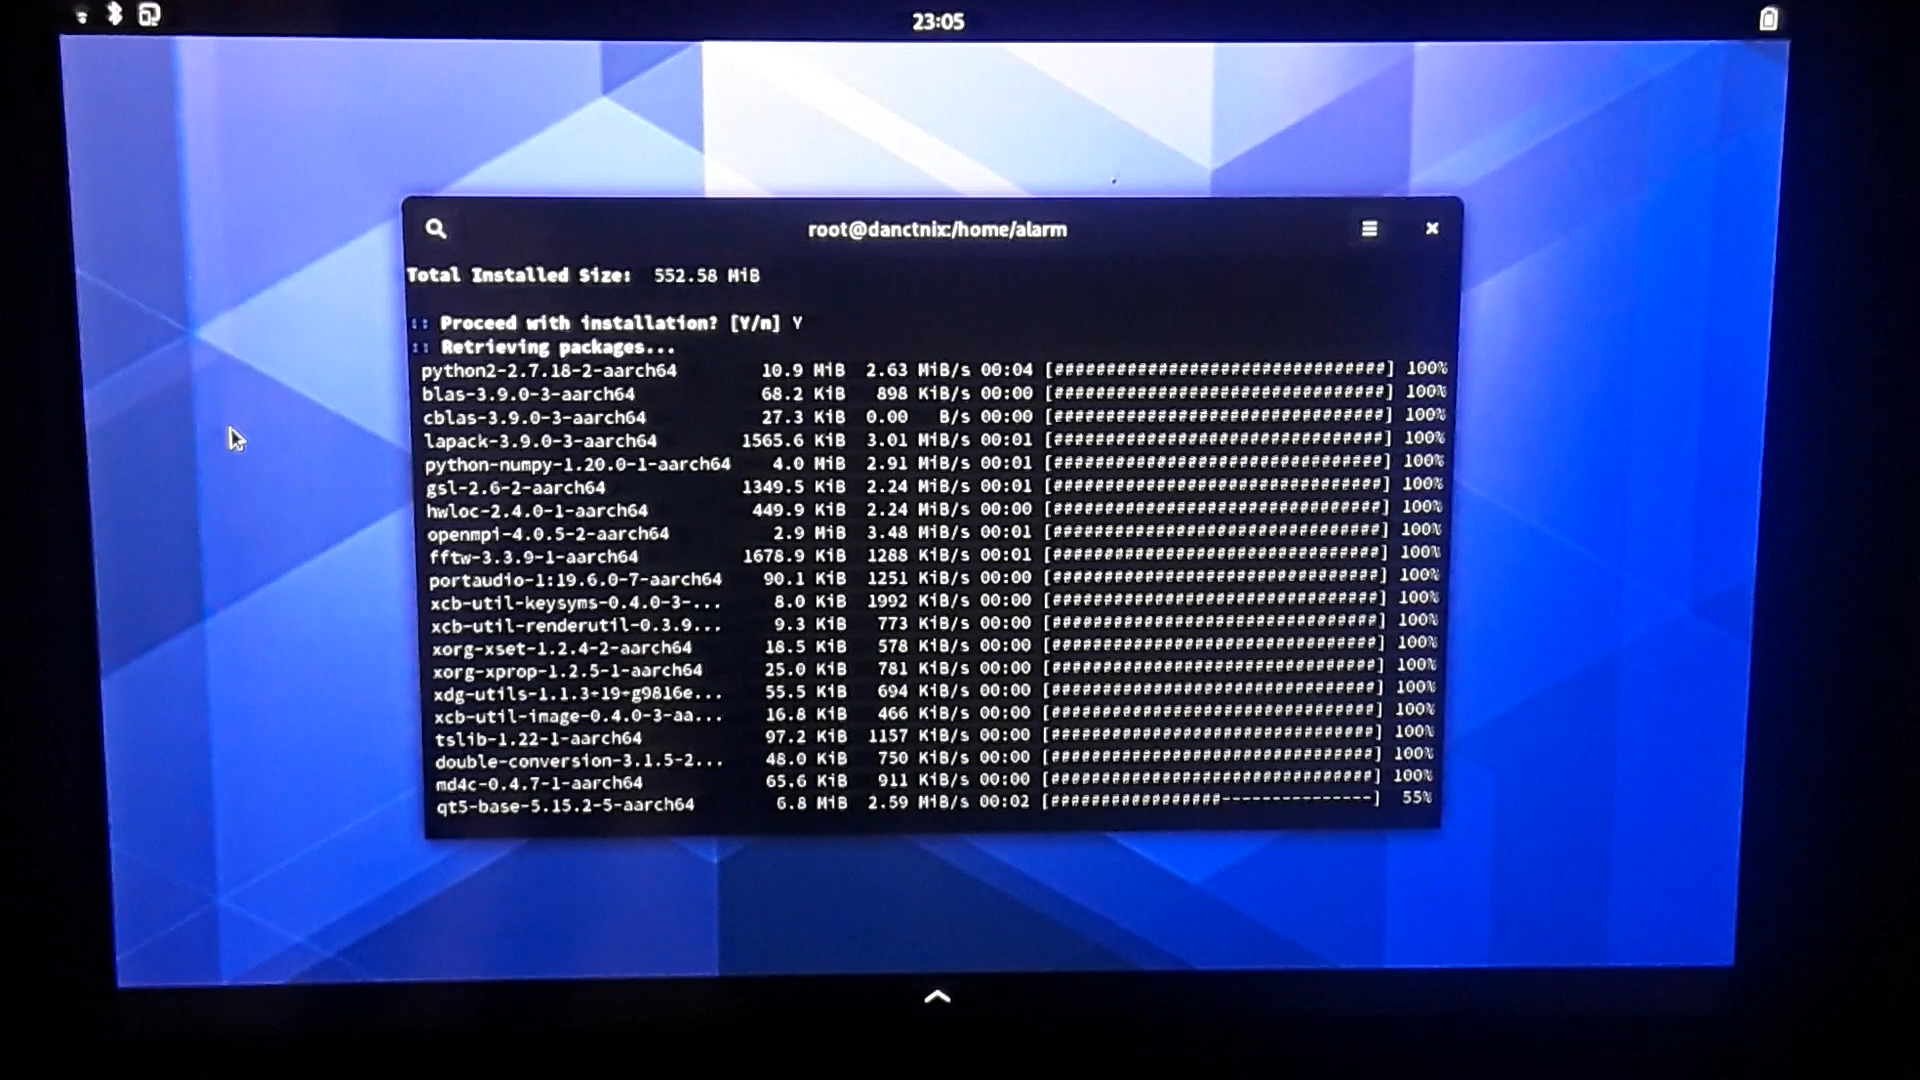 23:05
root@danctnix:/home/alarm
Total Installed Size:  552.58 MiB
:: Proceed with installation? [Y/n] Y
:: Retrieving packages...
python2-2.7.18-2-aarch64 10.9 MiB 2.63 MiB/s 00:04 [################################] 100%
blas-3.9.0-3-aarch64 68.2 KiB 898 KiB/s 00:00 [################################] 100%
cblas-3.9.0-3-aarch64 27.3 KiB 0.00 B/s 00:00 [################################] 100%
lapack-3.9.0-3-aarch64 1565.6 KiB 3.01 MiB/s 00:01 [################################] 100%
python-numpy-1.20.0-1-aarch64 4.0 MiB 2.91 MiB/s 00:01 [################################] 100%
gsl-2.6-2-aarch64 1349.5 KiB 2.24 MiB/s 00:01 [################################] 100%
hwloc-2.4.0-1-aarch64 449.9 KiB 2.24 MiB/s 00:00 [################################] 100%
openmpi-4.0.5-2-aarch64 2.9 MiB 3.48 MiB/s 00:01 [################################] 100%
fftw-3.3.9-1-aarch64 1678.9 KiB 1288 KiB/s 00:01 [################################] 100%
portaudio-1:19.6.0-7-aarch64 90.1 KiB 1251 KiB/s 00:00 [################################] 100%
xcb-util-keysyms-0.4.0-3-... 8.0 KiB 1992 KiB/s 00:00 [################################] 100%
xcb-util-renderutil-0.3.9... 9.3 KiB 773 KiB/s 00:00 [################################] 100%
xorg-xset-1.2.4-2-aarch64 18.5 KiB 578 KiB/s 00:00 [################################] 100%
xorg-xprop-1.2.5-1-aarch64 25.0 KiB 781 KiB/s 00:00 [################################] 100%
xdg-utils-1.1.3+19+g9816e... 55.5 KiB 694 KiB/s 00:00 [################################] 100%
xcb-util-image-0.4.0-3-aa... 16.8 KiB 466 KiB/s 00:00 [################################] 100%
tslib-1.22-1-aarch64 97.2 KiB 1157 KiB/s 00:00 [################################] 100%
double-conversion-3.1.5-2... 48.0 KiB 750 KiB/s 00:00 [################################] 100%
md4c-0.4.7-1-aarch64 65.6 KiB 911 KiB/s 00:00 [################################] 100%
qt5-base-5.15.2-5-aarch64 6.8 MiB 2.59 MiB/s 00:02 [#################---------------] 55%